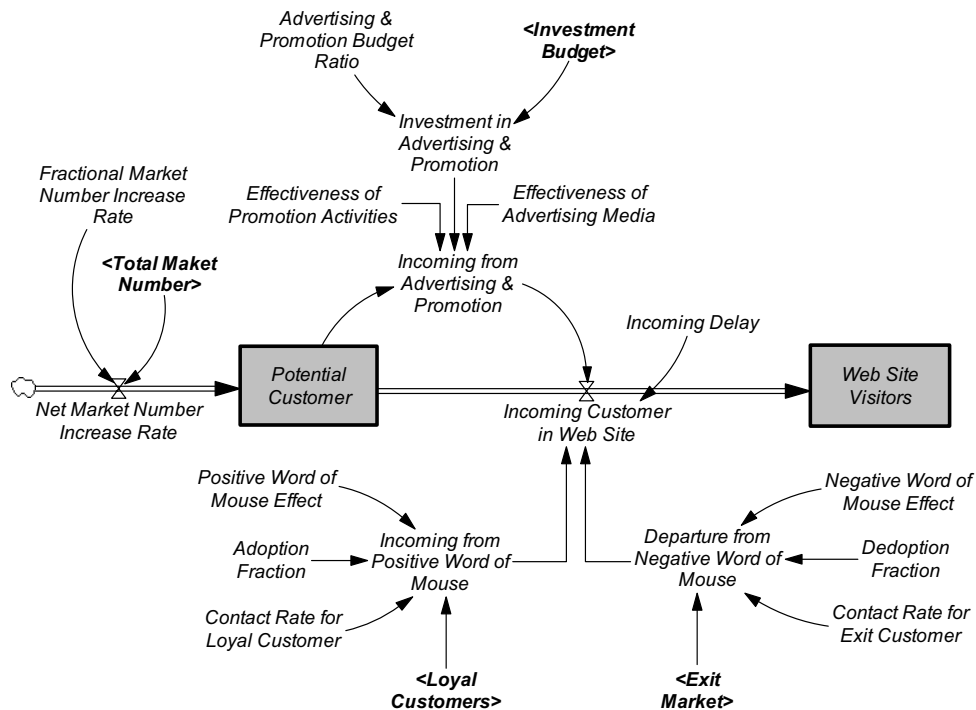 Advertising &
Promotion Budget
Ratio
<Investment
Budget>
Investment in
Advertising &
Promotion
Fractional Market
Number Increase
Rate
Effectiveness of
Promotion Activities
Effectiveness of
Advertising Media
<Total Maket
Number>
Incoming from
Advertising &
Promotion
Incoming Delay
Potential
Customer
Web Site
Visitors
Net Market Number
Increase Rate
Incoming Customer
in Web Site
Positive Word of
Mouse Effect
Negative Word of
Mouse Effect
Adoption
Fraction
Incoming from
Positive Word of
Mouse
Departure from
Negative Word of
Mouse
Dedoption
Fraction
Contact Rate for
Loyal Customer
Contact Rate for
Exit Customer
<Loyal
Customers>
<Exit
Market>